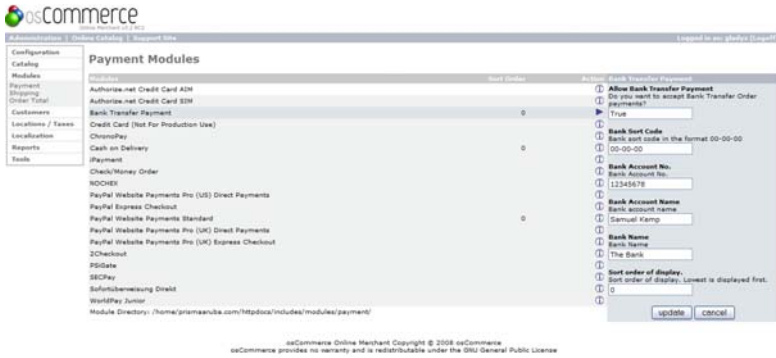 osCommerce
Online Merchant v2.2 RC2
Administration | Online Catalog | Support Site
Logged in as: gladys (Logoff)
Configuration
Catalog
Modules
Payment
Shipping
Order Total
Customers
Locations / Taxes
Localization
Reports
Tools
Payment Modules
Modules Sort Order Action
Authorize.net Credit Card AIM
Authorize.net Credit Card SIM
Bank Transfer Payment 0
Credit Card (Not For Production Use)
ChronoPay
Cash on Delivery 0
iPayment
Check/Money Order
NOCHEX
PayPal Website Payments Pro (US) Direct Payments
PayPal Express Checkout
PayPal Website Payments Standard 0
PayPal Website Payments Pro (UK) Direct Payments
PayPal Website Payments Pro (UK) Express Checkout
2Checkout
PSiGate
SECPay
Sofortüberweisung Direkt
WorldPay Junior
Module Directory: /home/prismaaruba.com/httpdocs/includes/modules/payment/
Bank Transfer Payment
Allow Bank Transfer Payment
Do you want to accept Bank Transfer Order payments?
True
Bank Sort Code
Bank sort code in the format 00-00-00
00-00-00
Bank Account No.
Bank Account No.
12345678
Bank Account Name
Bank account name
Samuel Kemp
Bank Name
Bank Name
The Bank
Sort order of display.
Sort order of display. Lowest is displayed first.
0
update cancel
osCommerce Online Merchant Copyright © 2008 osCommerce
osCommerce provides no warranty and is redistributable under the GNU General Public License